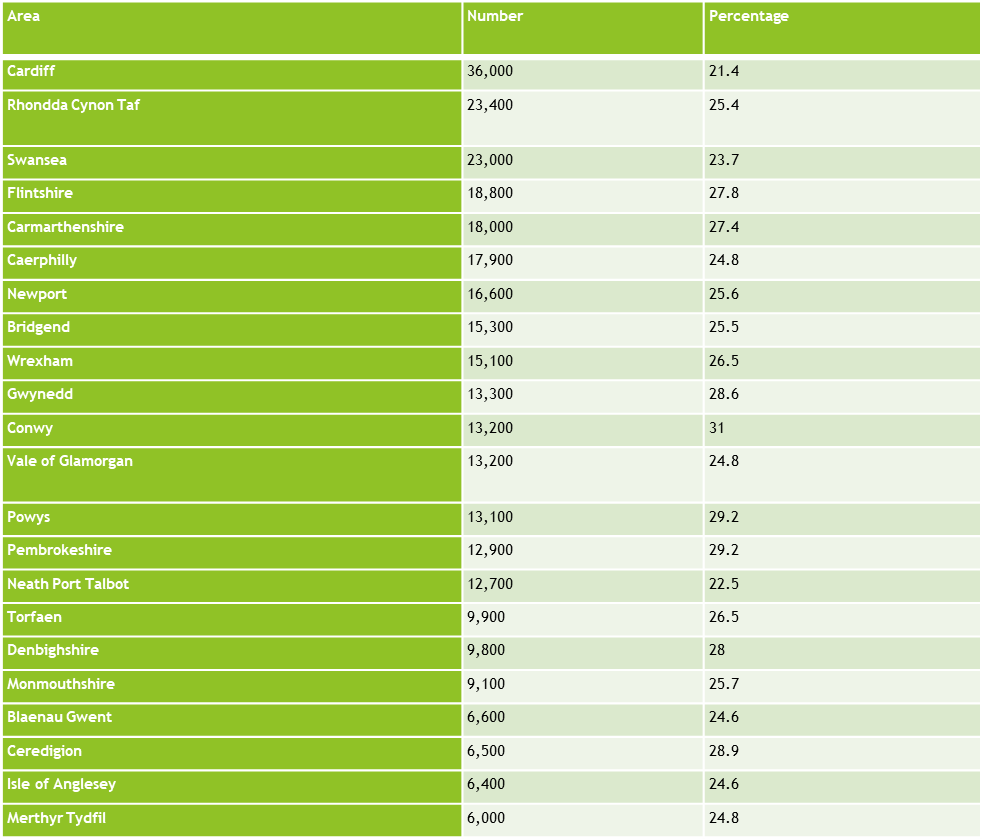 Area Number Percentage
Cardiff 36,000 21.4
Rhondda Cynon Taf 23,400 25.4
Swansea 23,000 23.7
Flintshire 18,800 27.8
Carmarthenshire 18,000 27.4
Caerphilly 17,900 24.8
Newport 16,600 25.6
Bridgend 15,300 25.5
Wrexham 15,100 26.5
Gwynedd 13,300 28.6
Conwy 13,200 31
Vale of Glamorgan 13,200 24.8
Powys 13,100 29.2
Pembrokeshire 12,900 29.2
Neath Port Talbot 12,700 22.5
Torfaen 9,900 26.5
Denbighshire 9,800 28
Monmouthshire 9,100 25.7
Blaenau Gwent 6,600 24.6
Ceredigion 6,500 28.9
Isle of Anglesey 6,400 24.6
Merthyr Tydfil 6,000 24.8